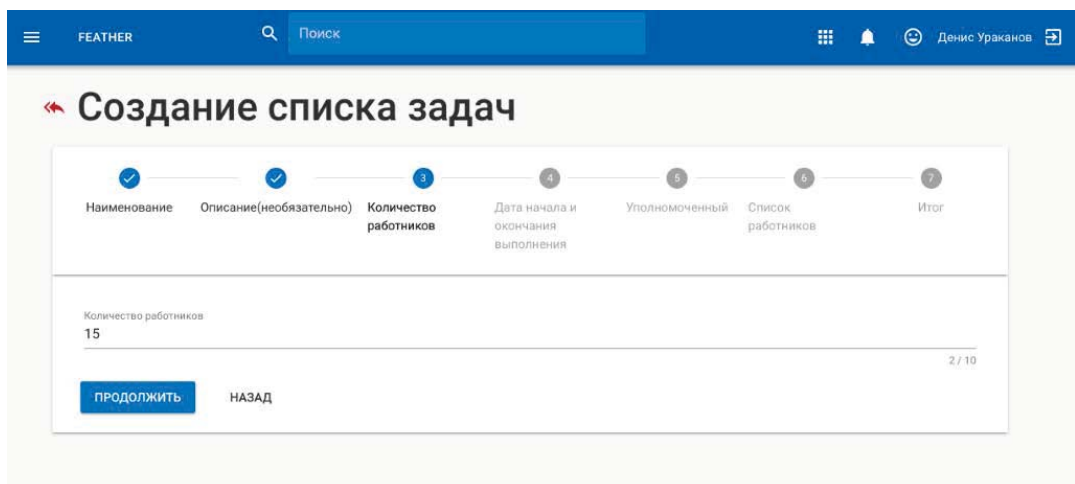 FEATHER
Поиск
Денис Ураканов
Создание списка задач
3
4
5
6
7
Наименование
Описание(необязательно)
Количество
работников
Дата начала и
окончания
выполнения
Уполномоченный
Список
работников
Итог
Количество работников
15
2 / 10
ПРОДОЛЖИТЬ
НАЗАД